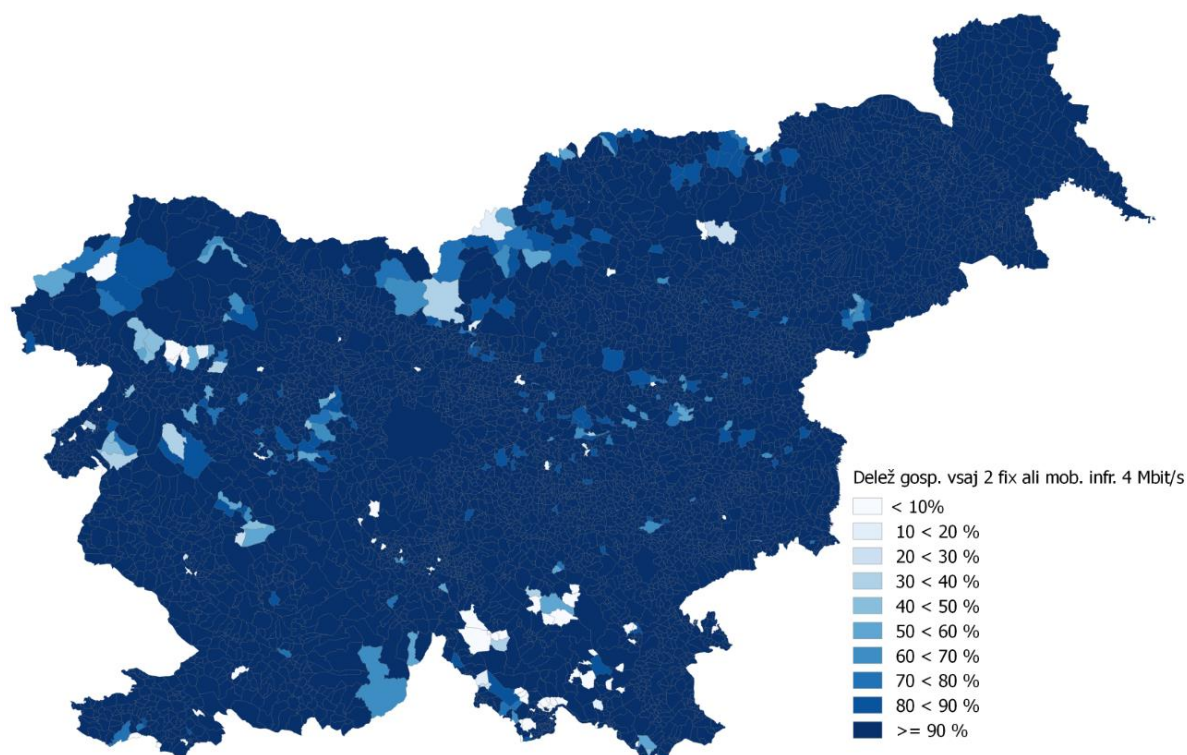 Delež gosp. vsaj 2 fix ali mob. infr. 4 Mbit/s
< 10%
10 < 20 %
20 < 30 %
30 < 40 %
40 < 50 %
50 < 60 %
60 < 70 %
70 < 80 %
80 < 90 %
>= 90 %